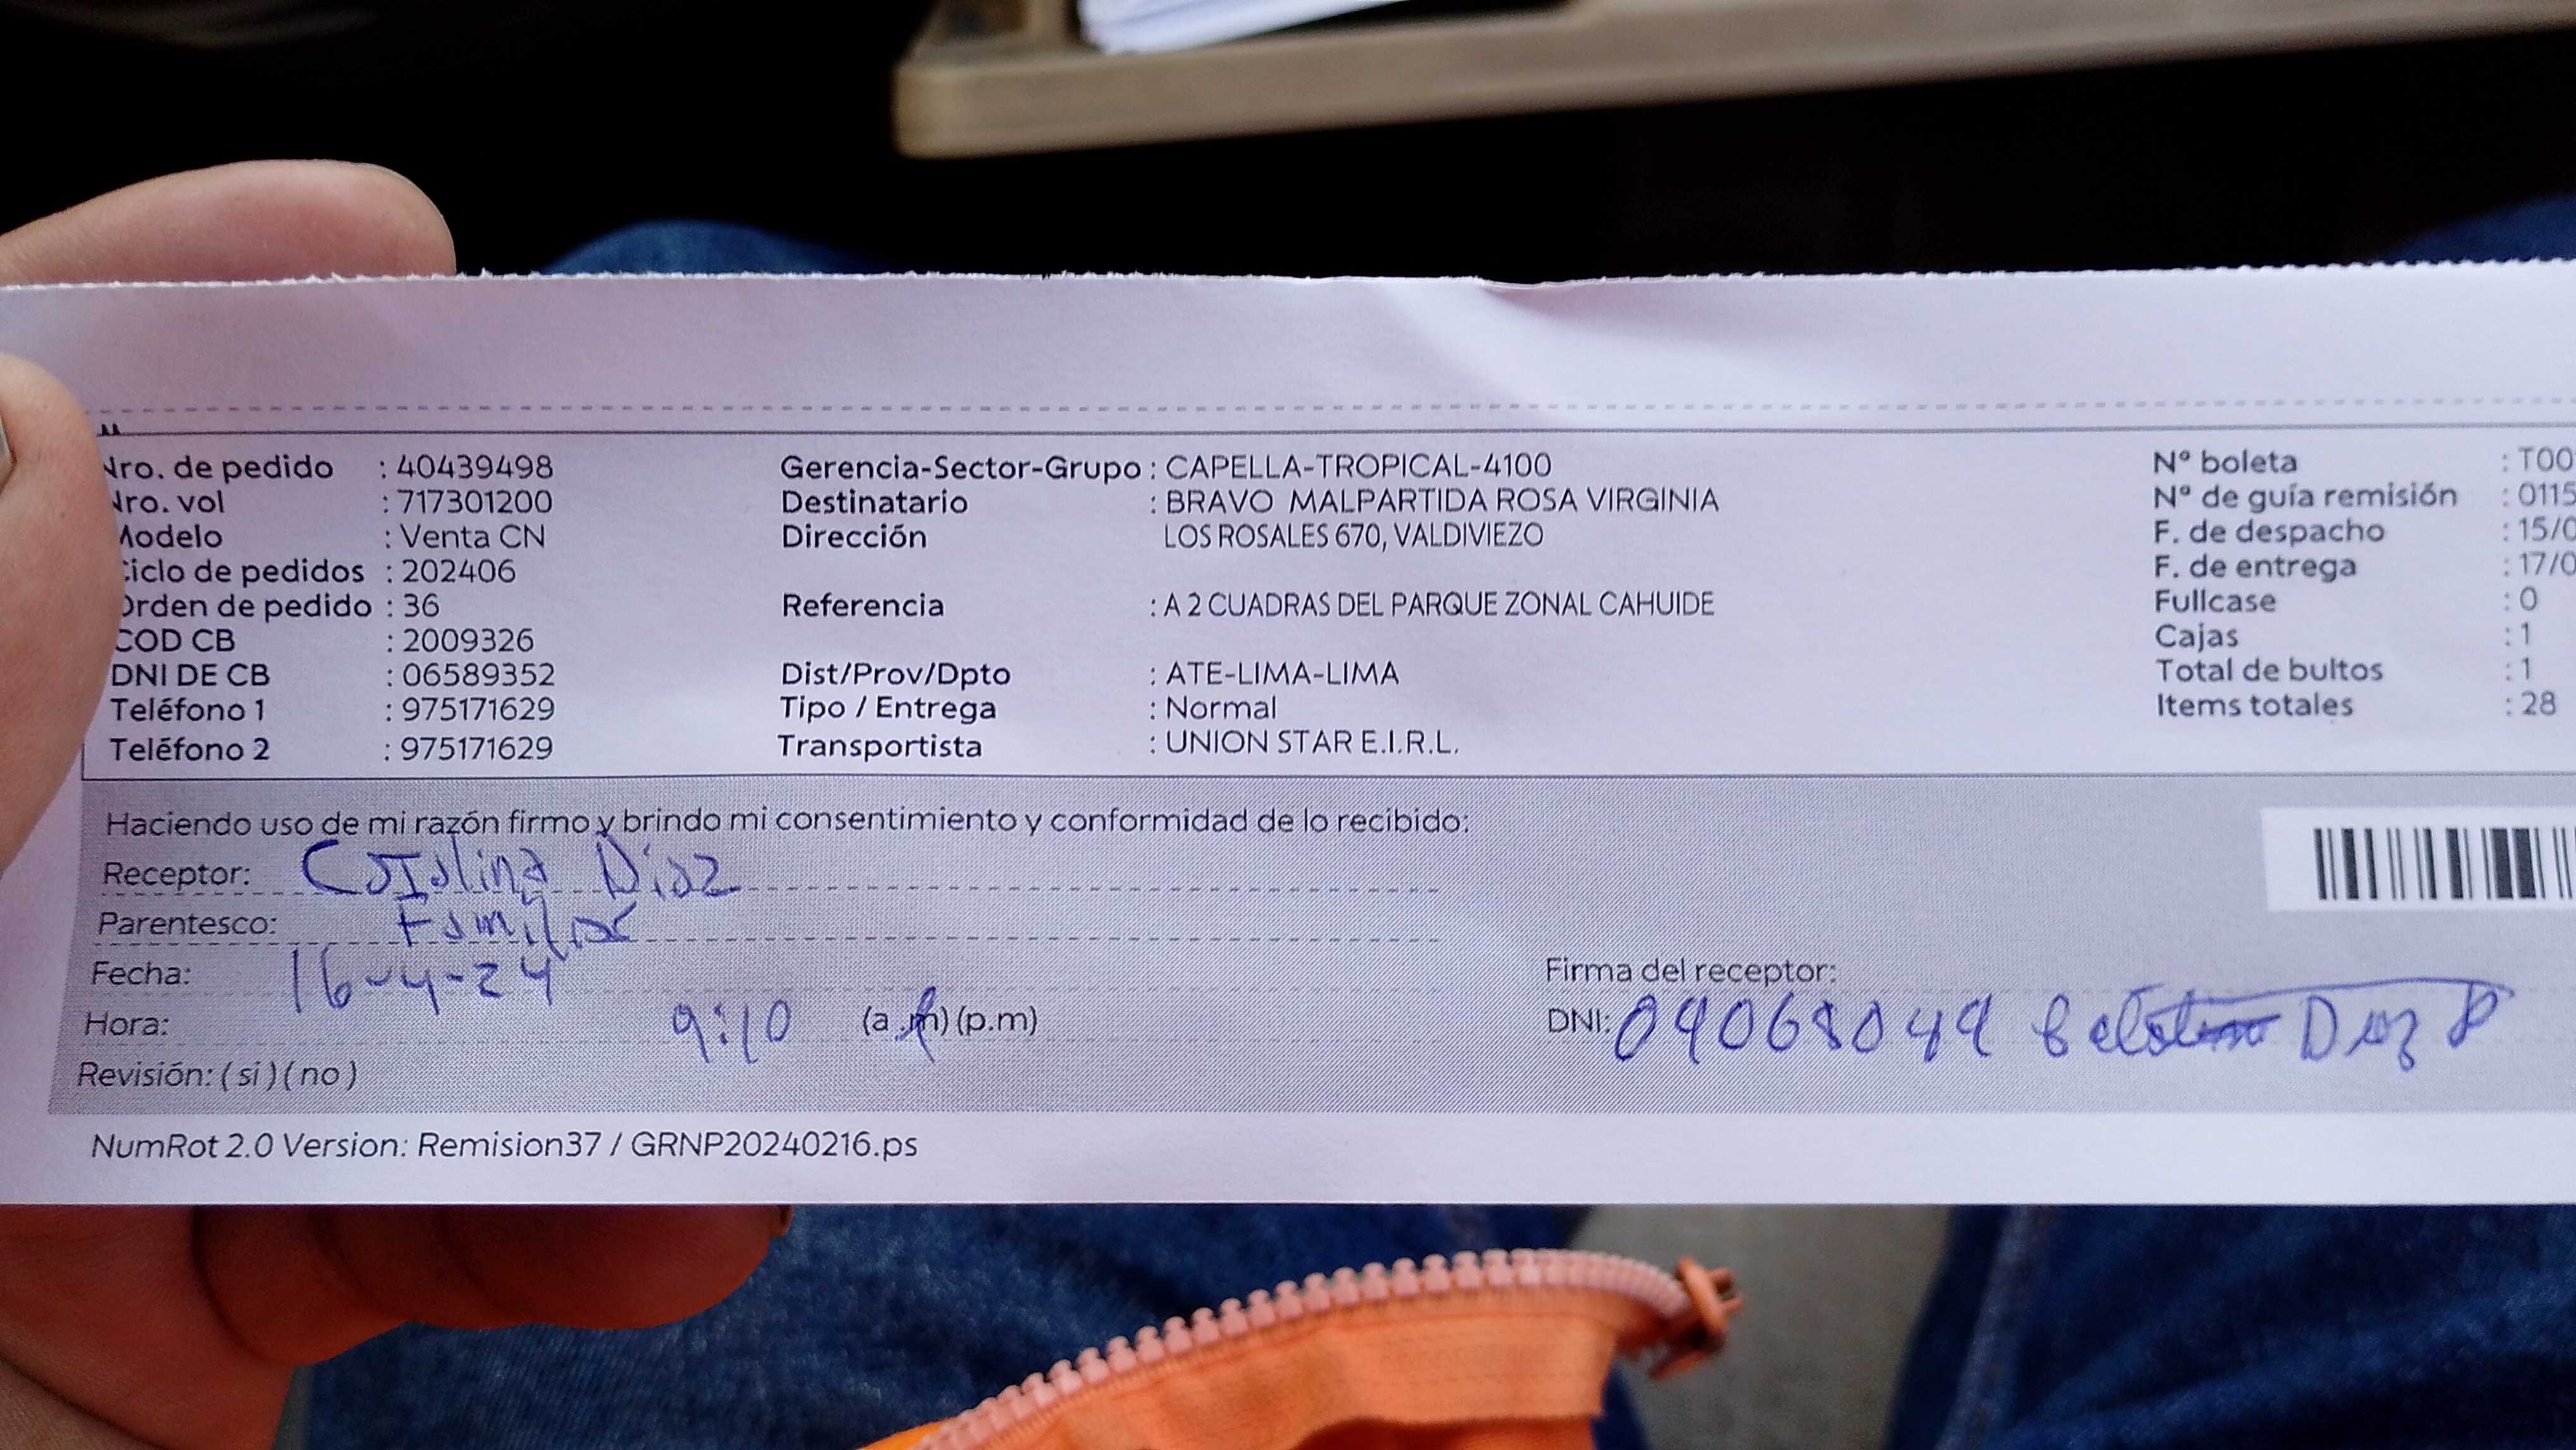 Nro. de pedido : 40439498
Nro. vol : 717301200
Modelo : Venta CN
Ciclo de pedidos : 202406
Orden de pedido : 36
COD CB : 2009326
DNI DE CB : 06589352
Teléfono 1 : 975171629
Teléfono 2 : 975171629
Gerencia-Sector-Grupo : CAPELLA-TROPICAL-4100
Destinatario : BRAVO MALPARTIDA ROSA VIRGINIA
Dirección LOS ROSALES 670, VALDIVIEZO
Referencia : A 2 CUADRAS DEL PARQUE ZONAL CAHUIDE
Dist/Prov/Dpto : ATE-LIMA-LIMA
Tipo / Entrega : Normal
Transportista : UNION STAR E.I.R.L.
N° boleta : T00
N° de guía remisión : 0115
F. de despacho : 15/0
F. de entrega : 17/0
Fullcase : 0
Cajas : 1
Total de bultos : 1
Items totales : 28
Haciendo uso de mi razón firmo y brindo mi consentimiento y conformidad de lo recibido:
Receptor: Diaz
Parentesco: Familiar
Fecha: 16-4-24
Hora: 9:10 (a.m)(p.m)
Revisión: (si)(no)
Firma del receptor:
DNI: Diaz
NumRot 2.0 Version: Remision37 / GRNP20240216.ps